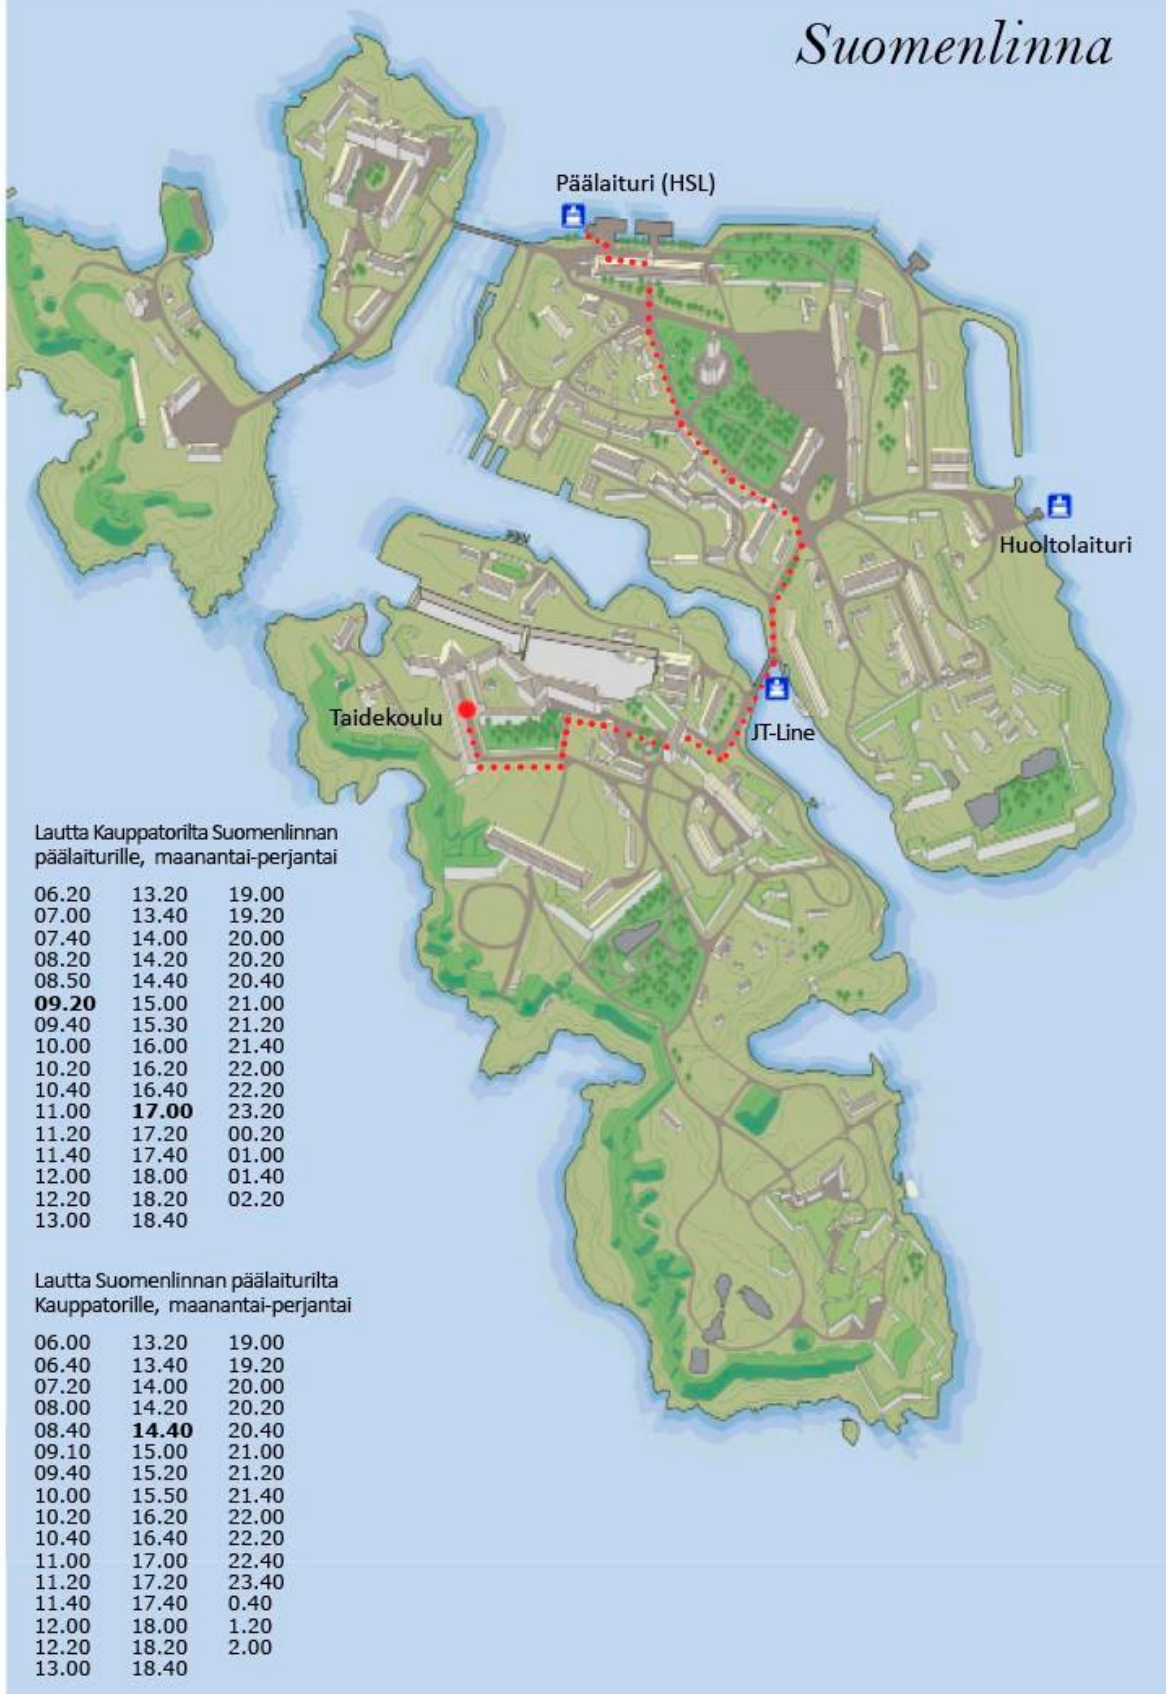 Suomenlinna
Päälaituri (HSL)
Huoltolaituri
Taidekoulu
JT-Line
Lautta Kauppatorilta Suomenlinnan
päälaiturille, maanantai-perjantai
06.20 13.20 19.00
07.00 13.40 19.20
07.40 14.00 20.00
08.20 14.20 20.20
08.50 14.40 20.40
09.20 15.00 21.00
09.40 15.30 21.20
10.00 16.00 21.40
10.20 16.20 22.00
10.40 16.40 22.20
11.00 17.00 23.20
11.20 17.20 00.20
11.40 17.40 01.00
12.00 18.00 01.40
12.20 18.20 02.20
13.00 18.40
Lautta Suomenlinnan päälaiturilta
Kauppatorille, maanantai-perjantai
06.00 13.20 19.00
06.40 13.40 19.20
07.20 14.00 20.00
08.00 14.20 20.20
08.40 14.40 20.40
09.10 15.00 21.00
09.40 15.20 21.20
10.00 15.50 21.40
10.20 16.20 22.00
10.40 16.40 22.20
11.00 17.00 22.40
11.20 17.20 23.40
11.40 17.40 0.40
12.00 18.00 1.20
12.20 18.20 2.00
13.00 18.40